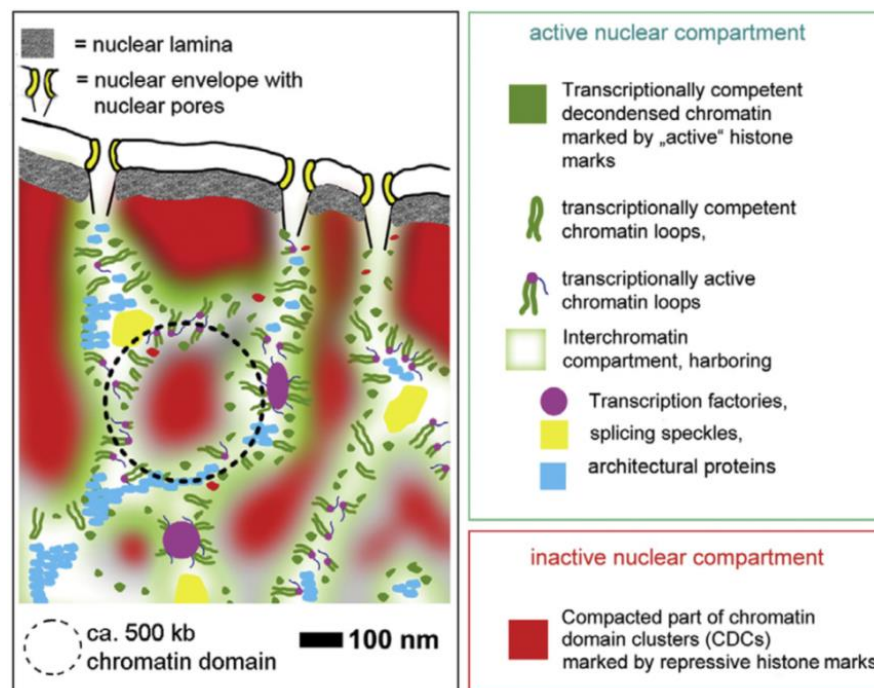 = nuclear lamina
= nuclear envelope with
nuclear pores
ca. 500 kb
chromatin domain
100 nm
active nuclear compartment
Transcriptionally competent
decondensed chromatin
marked by „active“ histone
marks
transcriptionally competent
chromatin loops,
transcriptionally active
chromatin loops
Interchromatin
compartment, harboring
Transcription factories,
splicing speckles,
architectural proteins
inactive nuclear compartment
Compacted part of chromatin
domain clusters (CDCs)
marked by repressive histone marks